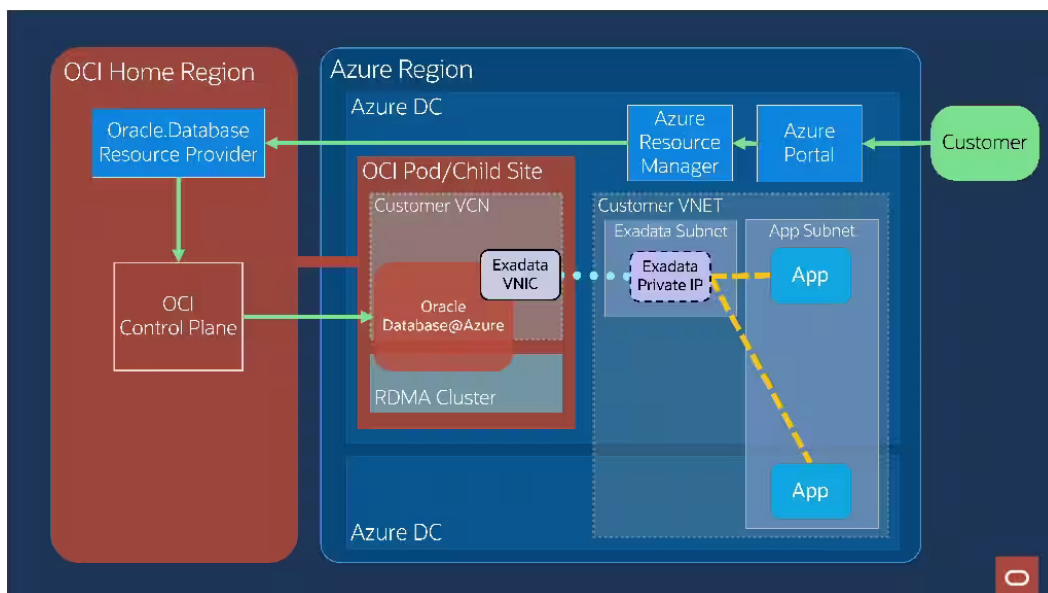 OCI Home Region
Oracle.Database
Resource Provider
OCI
Control Plane
Azure Region
Azure DC
Azure
Resource
Manager
Azure
Portal
Customer
OCI Pod/Child Site
Customer VCN
Exadata
VNIC
Oracle
Database@Azure
RDMA Cluster
Customer VNET
Exadata Subnet
Exadata
Private IP
App Subnet
App
App
Azure DC